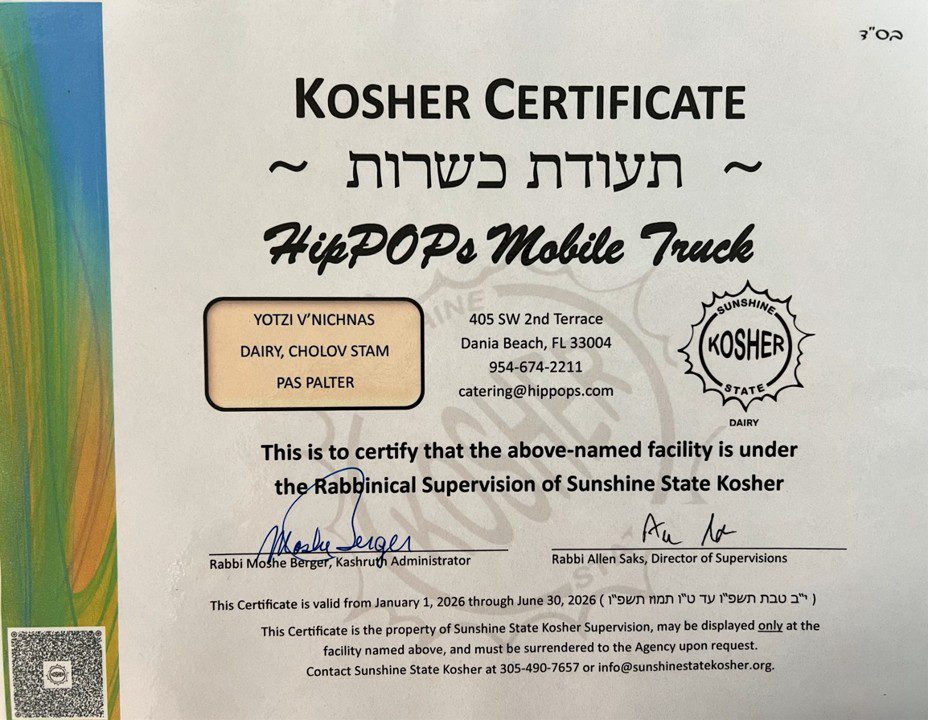 בס"ד
KOSHER CERTIFICATE
~ תעודת כשרות ~
HipPOPs Mobile Truck
YOTZI V'NICHNAS
DAIRY, CHOLOV STAM
PAS PALTER
405 SW 2nd Terrace
Dania Beach, FL 33004
954-674-2211
catering@hippops.com
SUNSHINE
KOSHER
STATE
DAIRY
This is to certify that the above-named facility is under
the Rabbinical Supervision of Sunshine State Kosher
Moshe Berger
Rabbi Moshe Berger, Kashruth Administrator
Rabbi Allen Saks, Director of Supervisions
This Certificate is valid from January 1, 2026 through June 30, 2026 ( י"ב טבת תשפ"ו עד ט"ו תמוז תשפ"ו )
This Certificate is the property of Sunshine State Kosher Supervision, may be displayed only at the
facility named above, and must be surrendered to the Agency upon request.
Contact Sunshine State Kosher at 305-490-7657 or info@sunshinestatekosher.org.